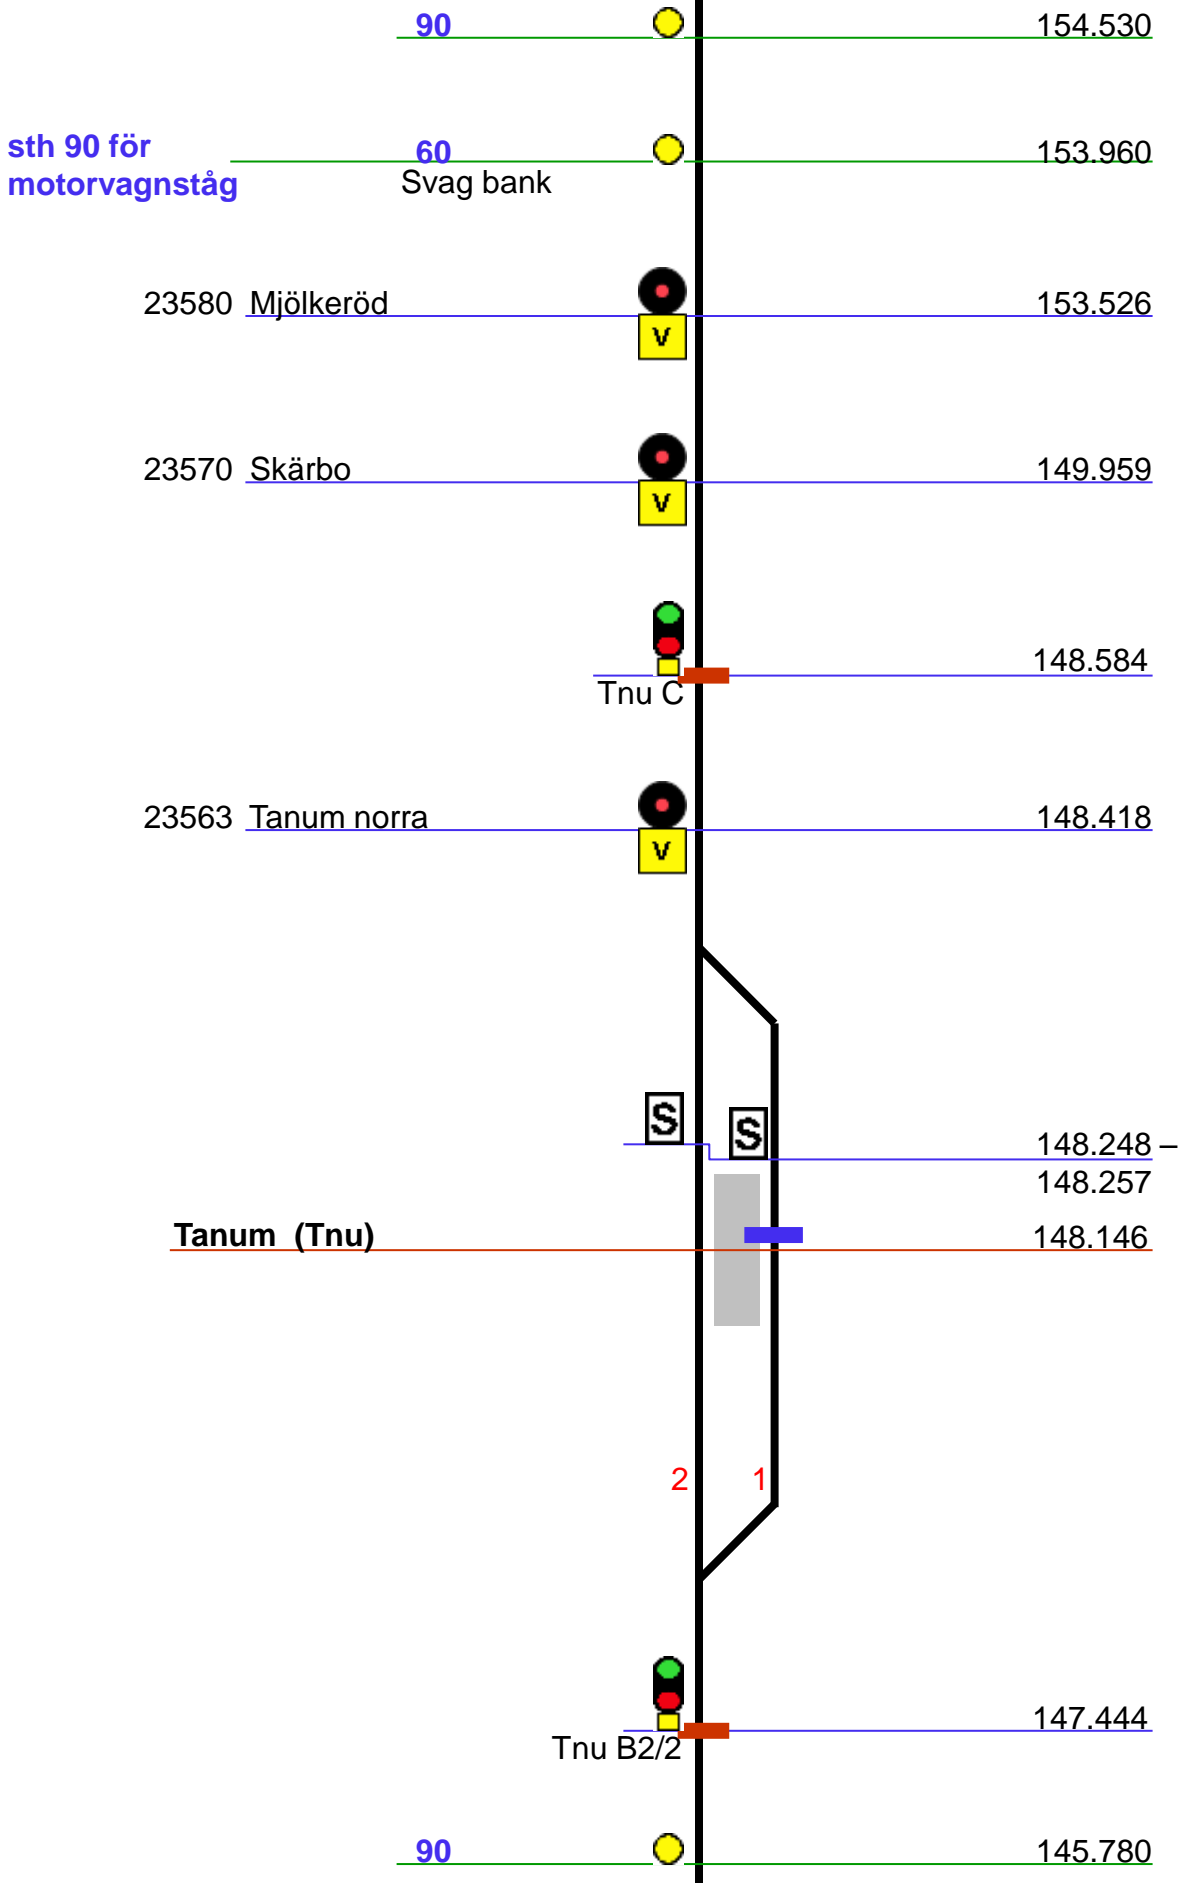 90 154.530
sth 90 för 60 153.960
motorvagnståg Svag bank
23580 Mjölkeröd 153.526
V
23570 Skärbo 149.959
V
148.584
Tnu C
23563 Tanum norra 148.418
V
S S 148.248 –
148.257
Tanum (Tnu) 148.146
2 1
147.444
Tnu B2/2
90 145.780